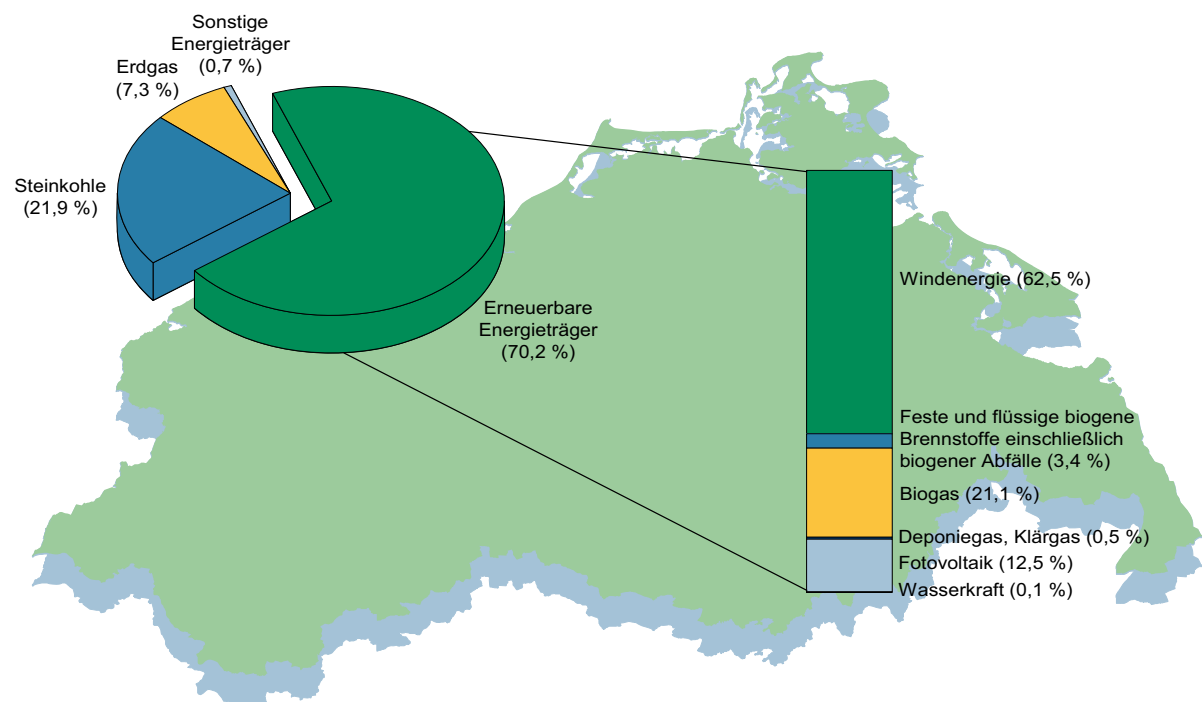 Sonstige
Energieträger
(0,7 %)
Erdgas
(7,3 %)
Steinkohle
(21,9 %)
Erneuerbare
Energieträger
(70,2 %)
Windenergie (62,5 %)
Feste und flüssige biogene
Brennstoffe einschließlich
biogener Abfälle (3,4 %)
Biogas (21,1 %)
Deponiegas, Klärgas (0,5 %)
Fotovoltaik (12,5 %)
Wasserkraft (0,1 %)